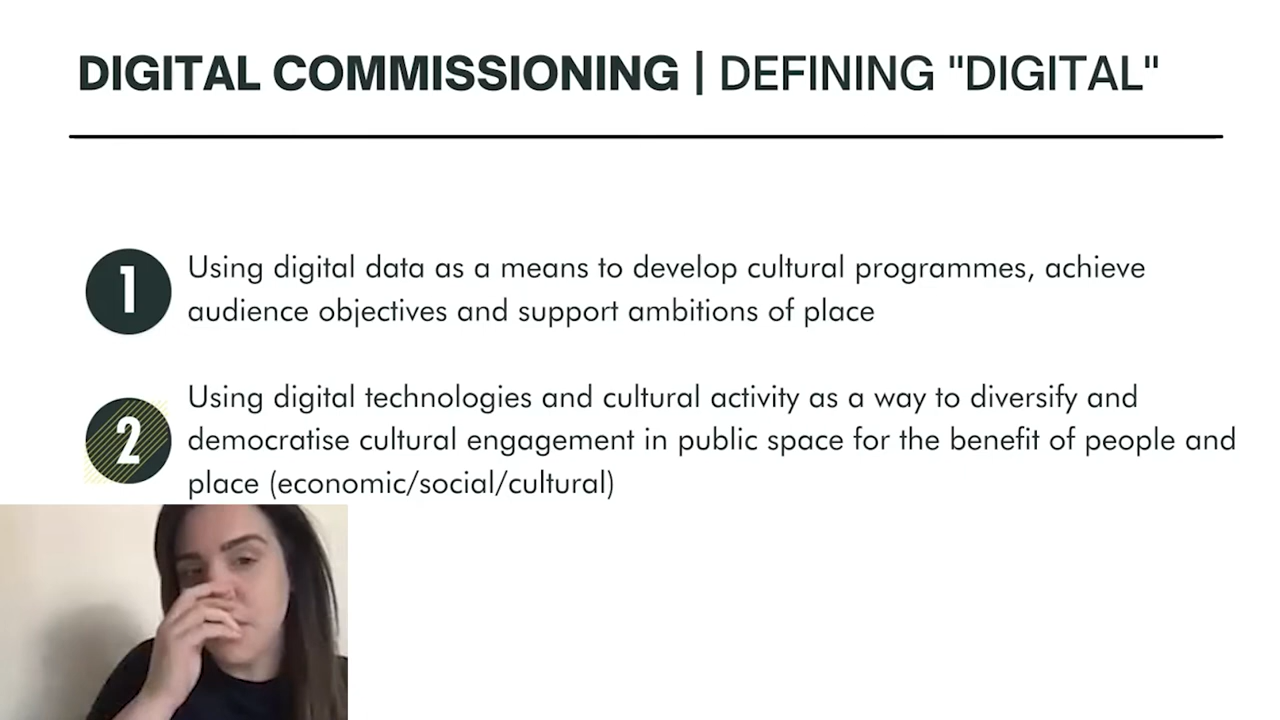 DIGITAL COMMISSIONING | DEFINING "DIGITAL"
1
Using digital data as a means to develop cultural programmes, achieve
audience objectives and support ambitions of place
2
Using digital technologies and cultural activity as a way to diversify and
democratise cultural engagement in public space for the benefit of people and
place (economic/social/cultural)